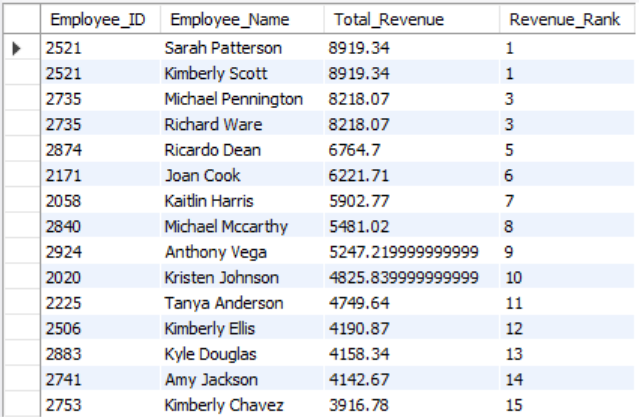 Employee_ID Employee_Name Total_Revenue Revenue_Rank
2521 Sarah Patterson 8919.34 1
2521 Kimberly Scott 8919.34 1
2735 Michael Pennington 8218.07 3
2735 Richard Ware 8218.07 3
2874 Ricardo Dean 6764.7 5
2171 Joan Cook 6221.71 6
2058 Kaitlin Harris 5902.77 7
2840 Michael Mccarthy 5481.02 8
2924 Anthony Vega 5247.219999999999 9
2020 Kristen Johnson 4825.839999999999 10
2225 Tanya Anderson 4749.64 11
2506 Kimberly Ellis 4190.87 12
2883 Kyle Douglas 4158.34 13
2741 Amy Jackson 4142.67 14
2753 Kimberly Chavez 3916.78 15